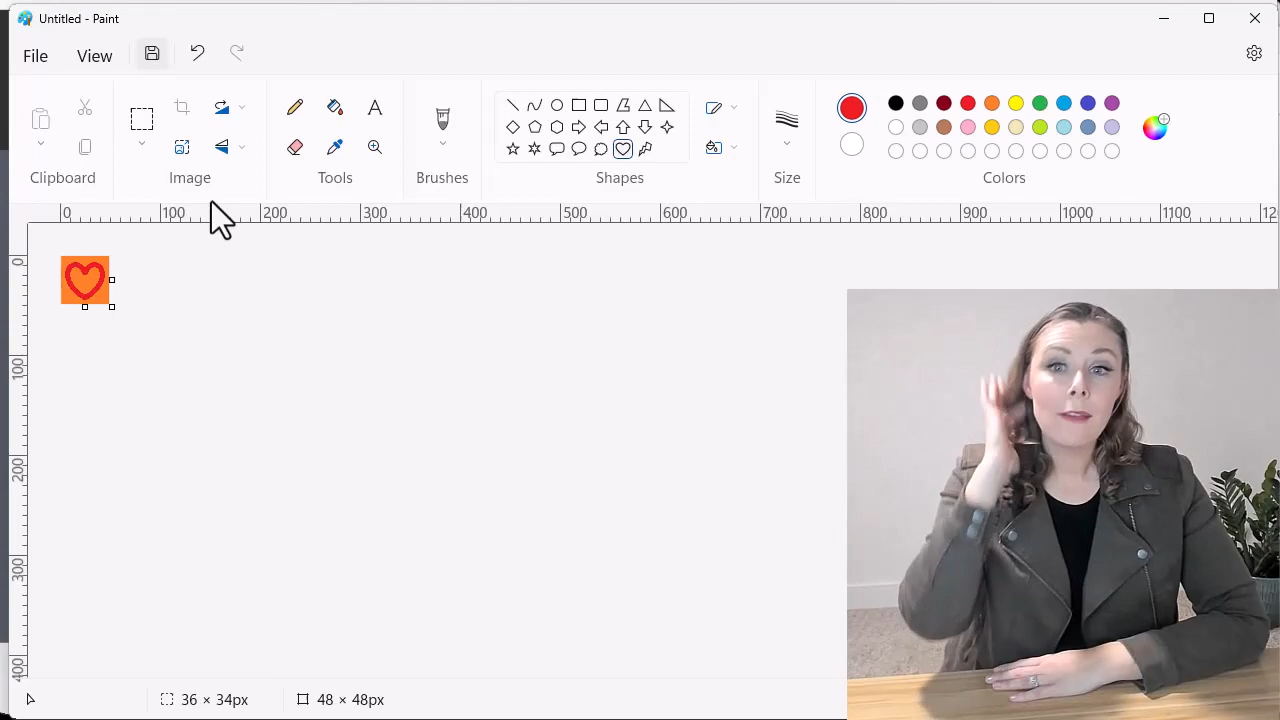 Untitled - Paint
File View
Clipboard Image Tools Brushes Shapes Size Colors
0 100 200 300 400 500 600 700 800 900 1000 1100 12
0
100
200
300
400
36 × 34px 48 × 48px